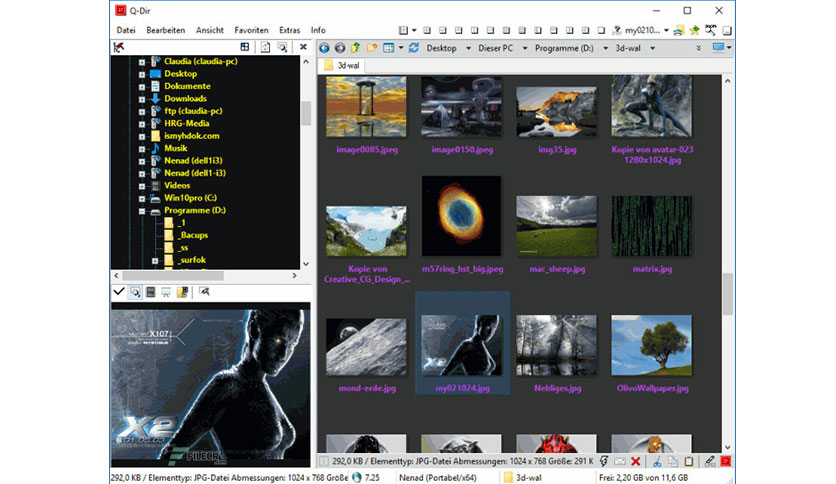 Q-Dir
Datei Bearbeiten Ansicht Favoriten Extras Info
my0210...
Desktop Dieser PC Programme (D:) 3d-wal
3d-wal
Claudia (claudia-pc)
Desktop
Dokumente
Downloads
ftp (claudia-pc)
HRG-Media
ismyhdok.com
Musik
Nenad (dell1i3)
Nenad (dell1-i3)
Videos
Win10pro (C:)
Programme (D:)
_1
_Bacups
_ss
_surfok
image0085.jpeg
image0150.jpeg
img35.jpg
Kopie von avatar-023
1280x1024.jpg
Kopie von
Creative_CG_Design_...
m57ring_hst_big.jpeg
mac_sheep.jpg
matrix.jpg
mond-erde.jpg
my021024.jpg
Nebliges.jpg
OlivoWallpaper.jpg
X107
X2
FILECR
292,0 KB / Elementtyp: JPG-Datei Abmessungen: 1024 x 768 Größe: 291 K
292,0 KB / Elementtyp: JPG-Datei Abmessungen: 1024 x 768 Größe
7.25
Nenad (Portabel/x64)
3d-wal
Frei: 2,20 GB von 11,6 GB